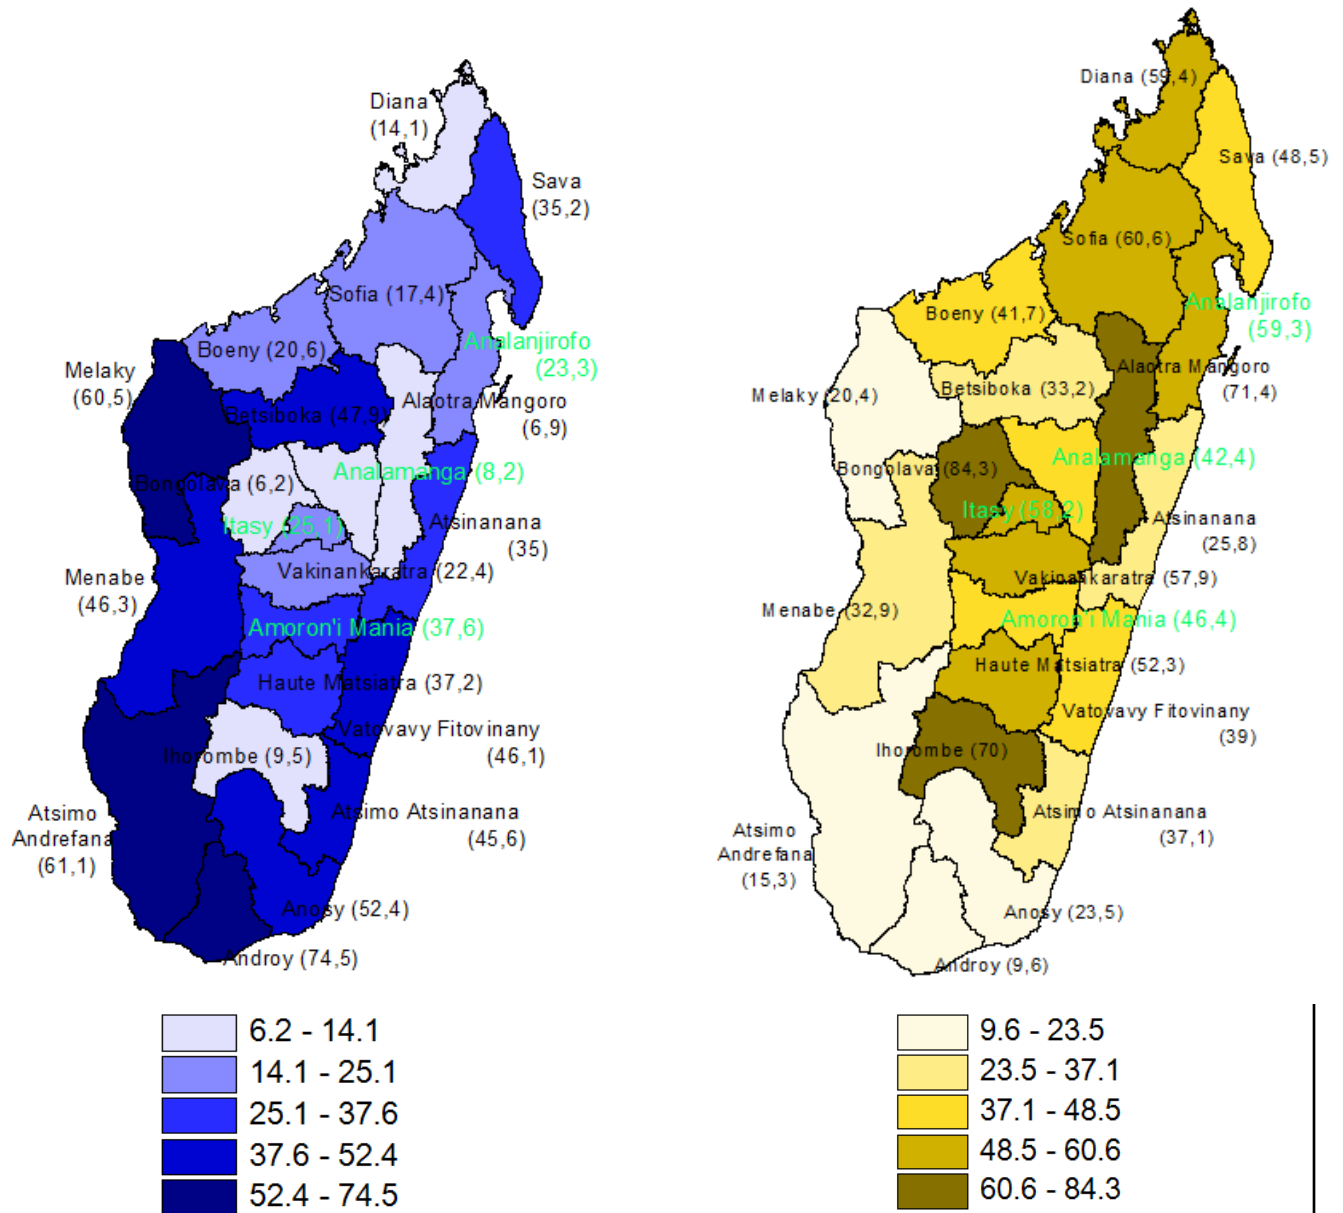 Diana
(14,1)
Sava
(35,2)
Sofia (17,4)
Analanjirofo
(23,3)
Boeny (20,6)
Melaky
(60,5)
Betsiboka (47,9)
Alaotra Mangoro
(6,9)
Analamanga (8,2)
Bongolava (6,2)
Itasy (25,1)
Atsinanana
(35)
Vakinankaratra (22,4)
Menabe
(46,3)
Amoron'i Mania (37,6)
Haute Matsiatra (37,2)
Vatovavy Fitovinany
(46,1)
Ihorombe (9,5)
Atsimo Atsinanana
(45,6)
Atsimo
Andrefana
(61,1)
Anosy (52,4)
Androy (74,5)
6.2 - 14.1
14.1 - 25.1
25.1 - 37.6
37.6 - 52.4
52.4 - 74.5
Diana (59,4)
Sava (48,5)
Sofia (60,6)
Analanjirofo
(59,3)
Boeny (41,7)
Alaotra Mangoro
(71,4)
Betsiboka (33,2)
Melaky (20,4)
Analamanga (42,4)
Bongolava (84,3)
Itasy (58,2)
Atsinanana
(25,8)
Vakinankaratra (57,9)
Menabe (32,9)
Amoron'i Mania (46,4)
Haute Matsiatra (52,3)
Vatovavy Fitovinany
(39)
Ihorombe (70)
Atsimo Atsinanana
(37,1)
Atsimo
Andrefana
(15,3)
Anosy (23,5)
Androy (9,6)
9.6 - 23.5
23.5 - 37.1
37.1 - 48.5
48.5 - 60.6
60.6 - 84.3